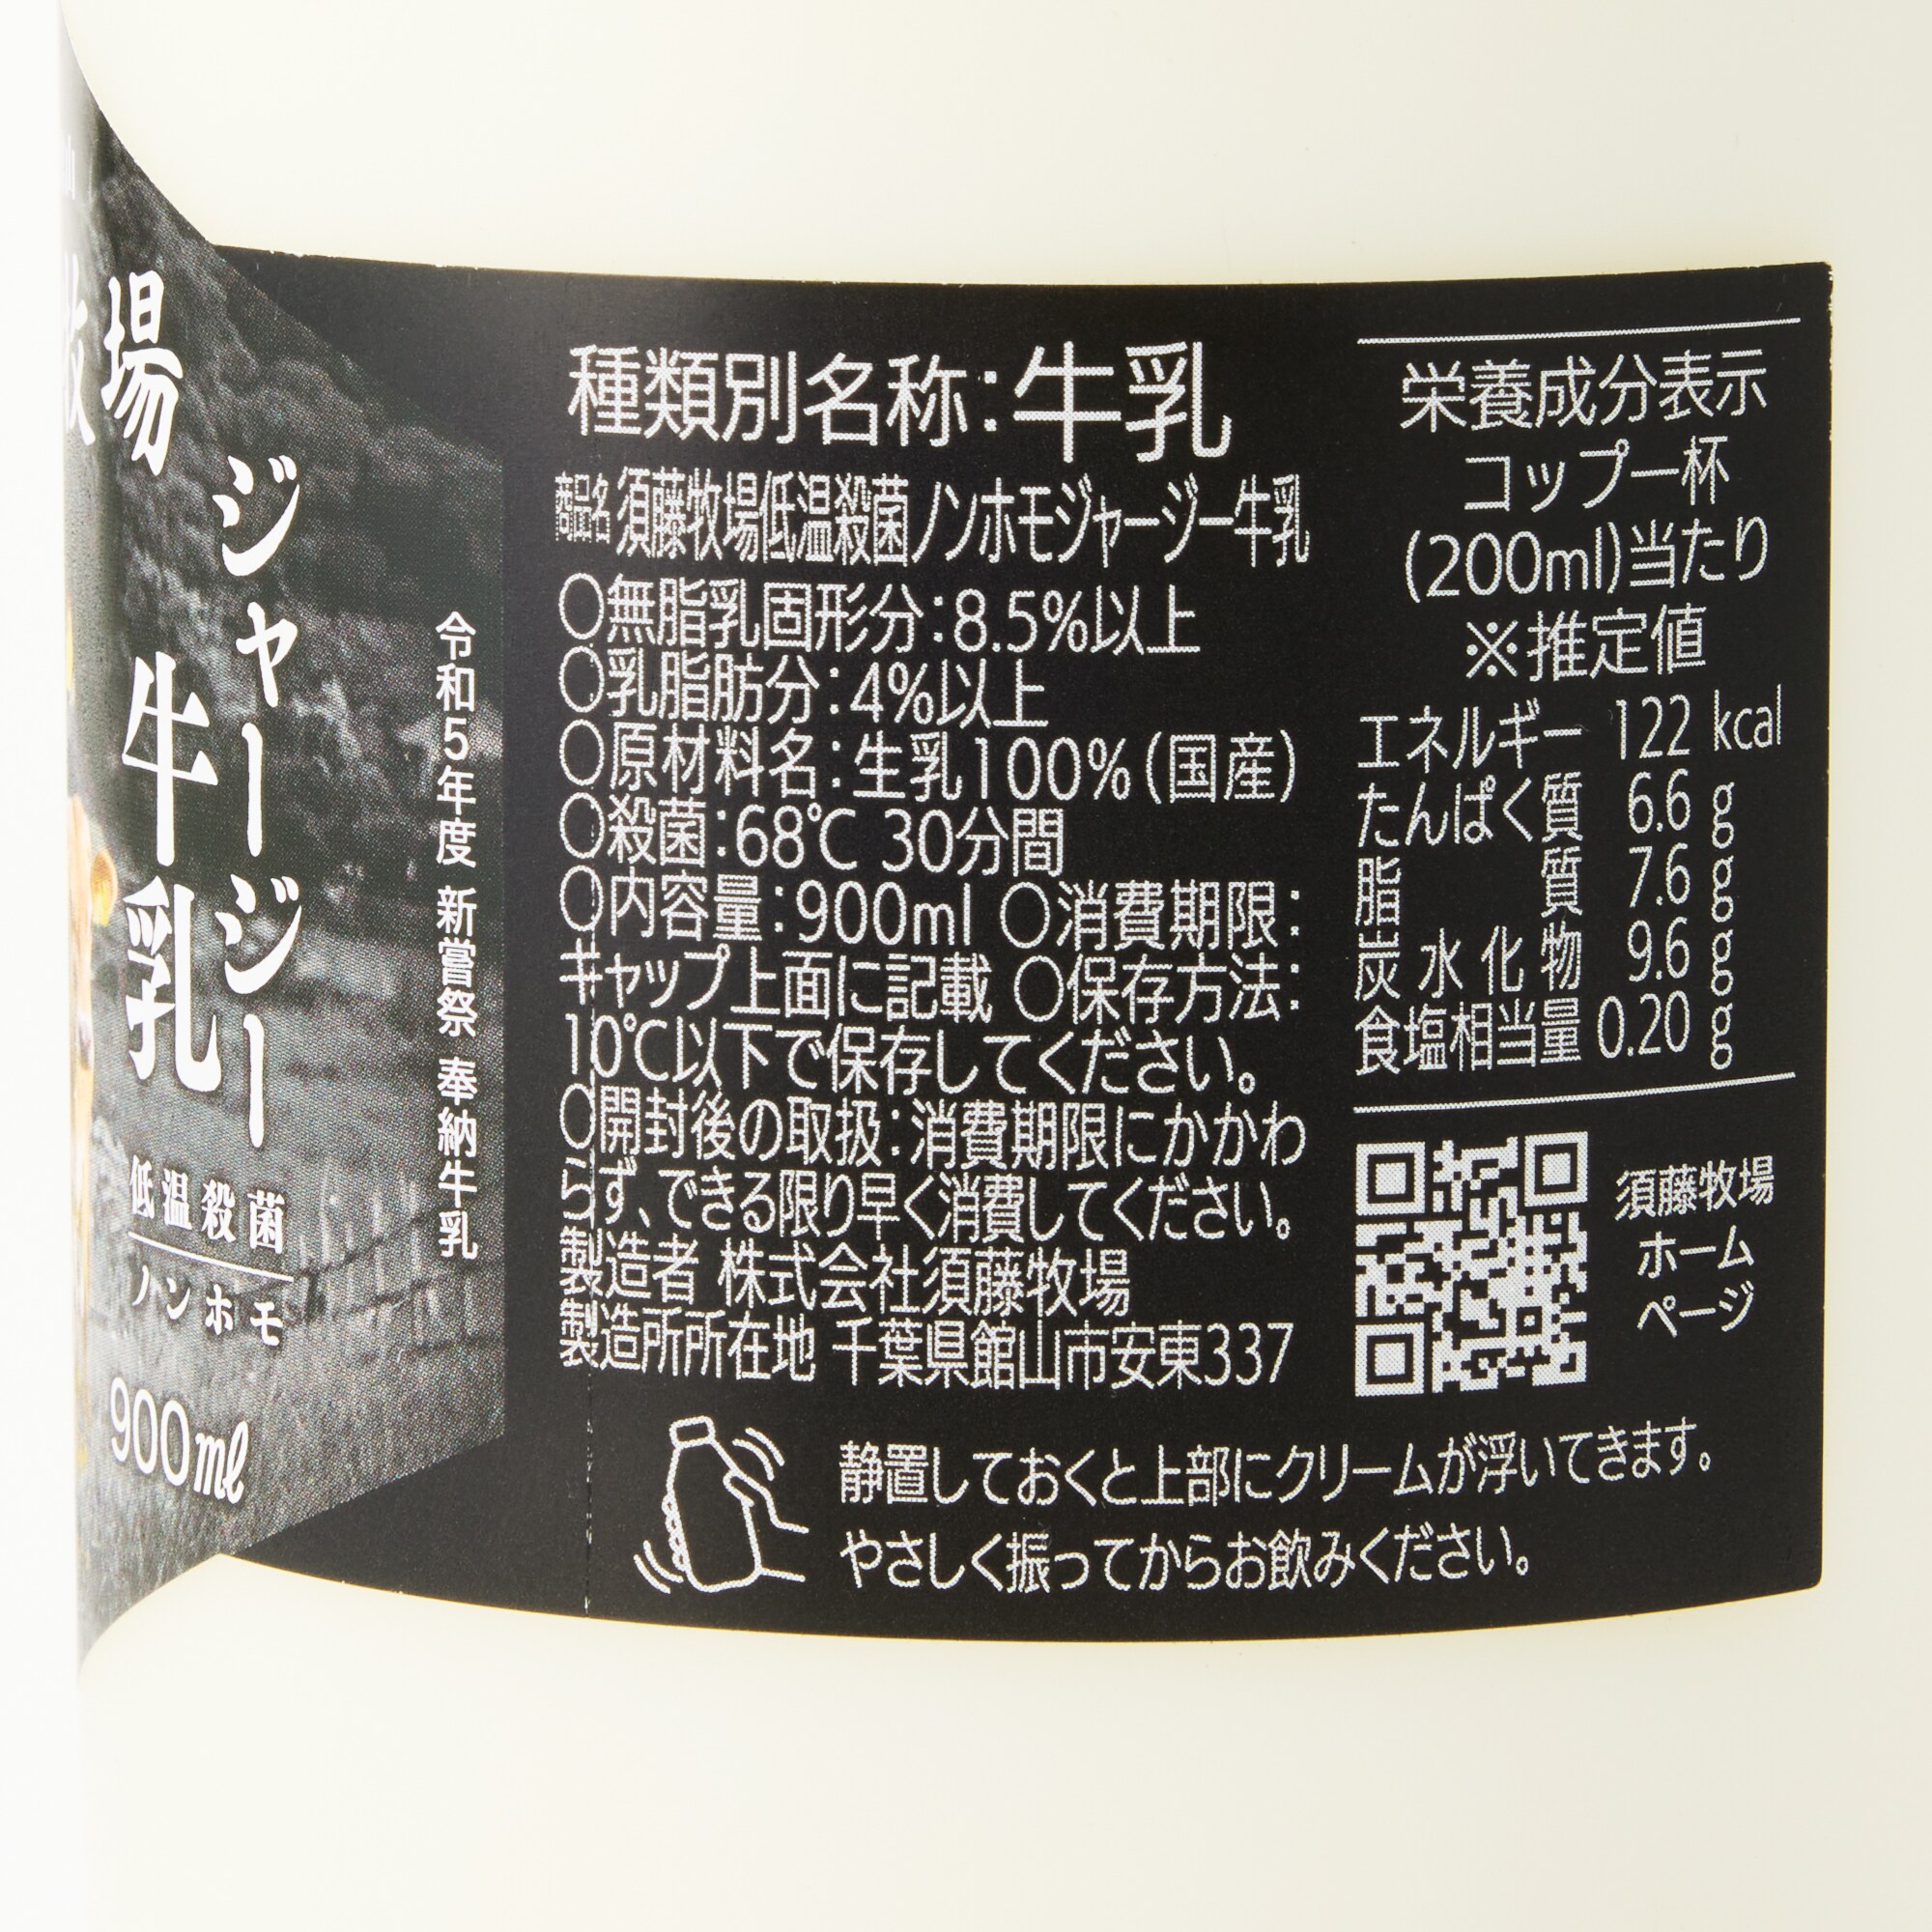 牧場
ジャージー
牛乳
低温殺菌
ノンホモ
900mℓ
令和5年度 新嘗祭 奉納牛乳
種類別名称：牛乳
商品名 須藤牧場低温殺菌ノンホモジャージー牛乳
〇無脂乳固形分：8.5%以上
〇乳脂肪分：4%以上
〇原材料名：生乳100%（国産）
〇殺菌：68℃ 30分間
〇内容量：900ml 〇消費期限：
キャップ上面に記載 〇保存方法：
10℃以下で保存してください。
〇開封後の取扱：消費期限にかかわ
らず、できる限り早く消費してください。
製造者 株式会社須藤牧場
製造所所在地 千葉県館山市安東337
静置しておくと上部にクリームが浮いてきます。
やさしく振ってからお飲みください。
栄養成分表示
コップ一杯
(200ml)当たり
※推定値
エネルギー 122 kcal
たんぱく質 6.6 g
脂質 7.6 g
炭水化物 9.6 g
食塩相当量 0.20 g
須藤牧場
ホーム
ページ